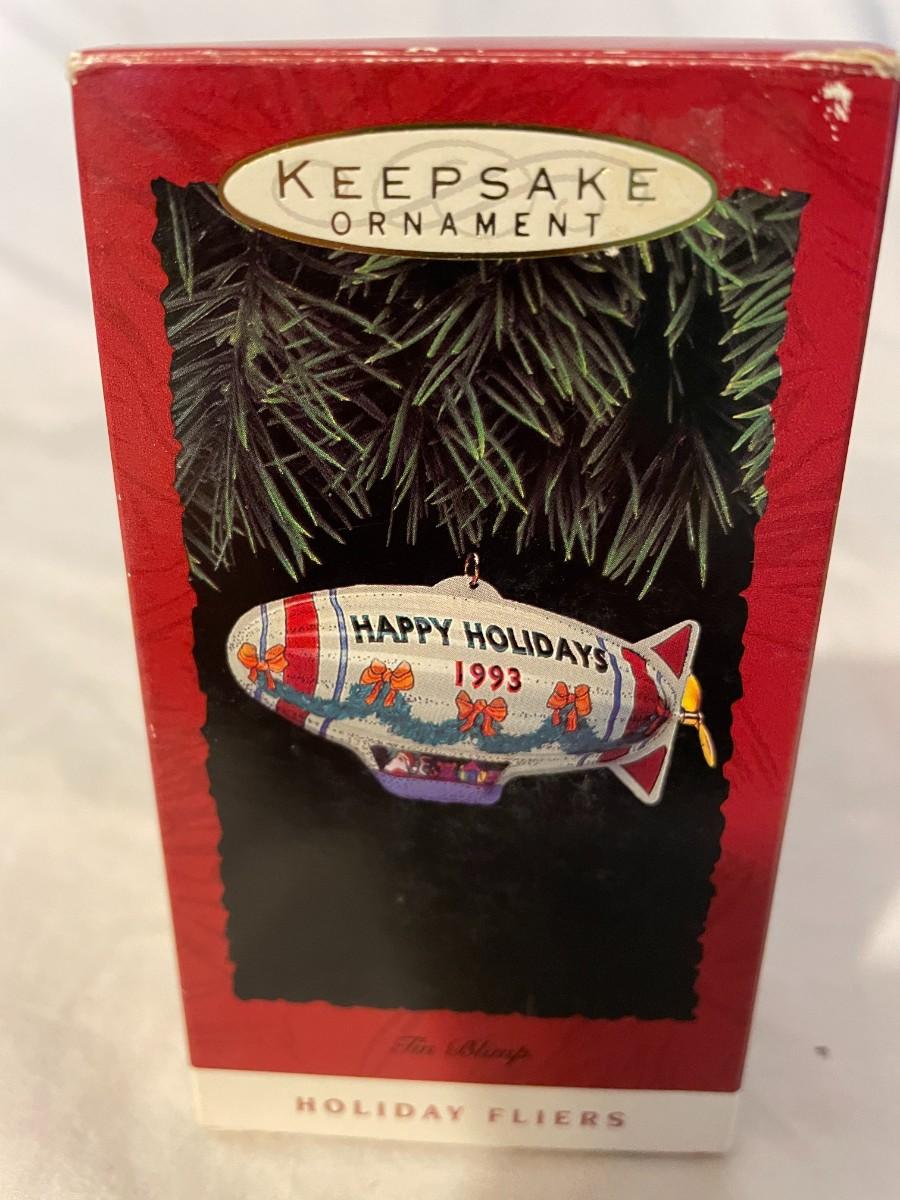 KEEPSAKE
ORNAMENT
HAPPY HOLIDAYS
1993
Tin Blimp
HOLIDAY FLIERS